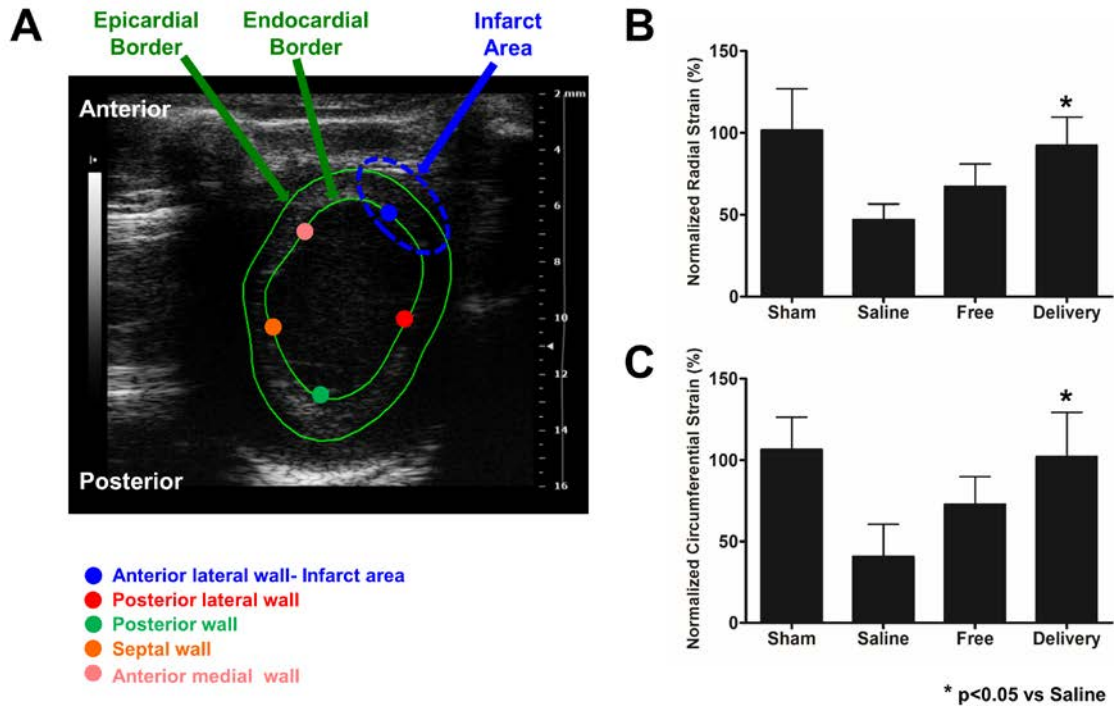 A
Epicardial
Border
Endocardial
Border
Infarct
Area
Anterior
2 mm
4
6
8
10
12
14
16
Posterior
Anterior lateral wall- Infarct area
Posterior lateral wall
Posterior wall
Septal wall
Anterior medial wall
B
Normalized Radial Strain (%)
150
100
50
0
*
Sham Saline Free Delivery
C
Normalized Circumferential Strain (%)
150
100
50
0
*
Sham Saline Free Delivery
* p<0.05 vs Saline